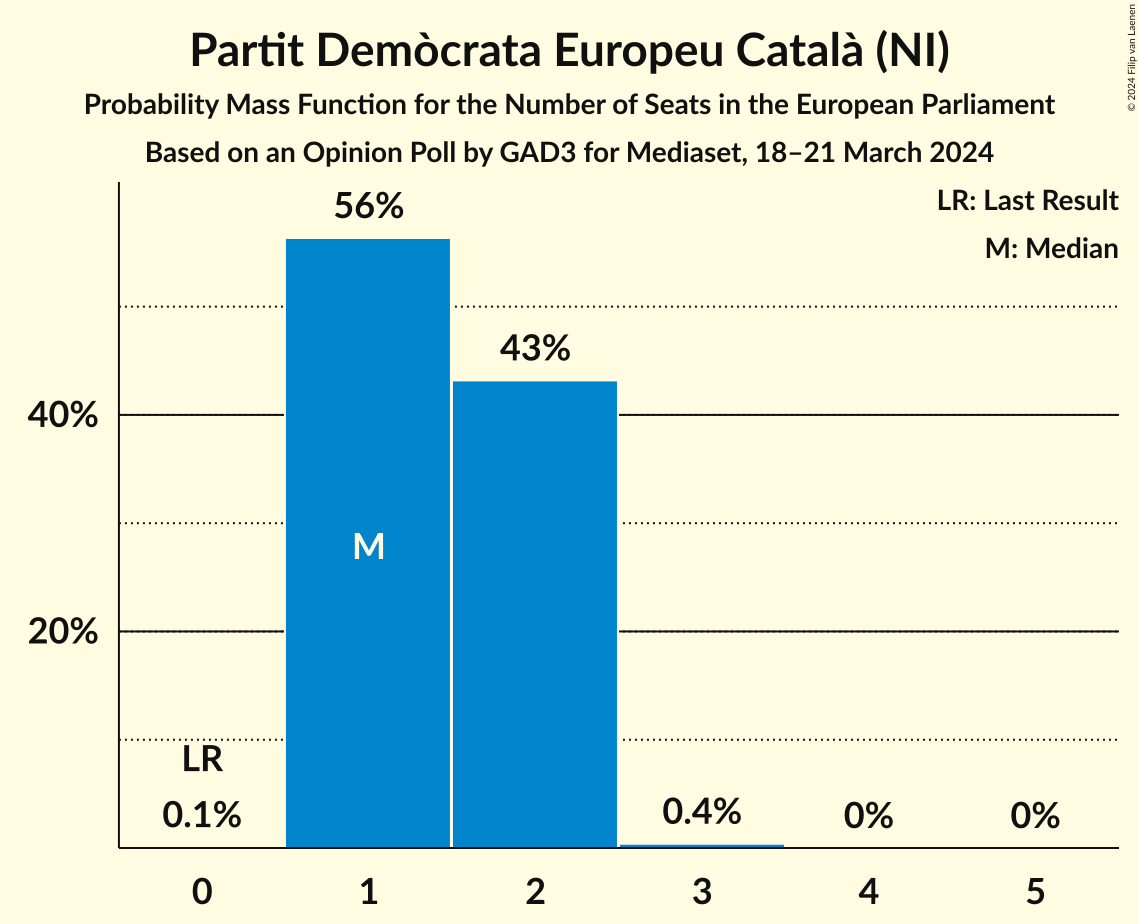 Partit Demòcrata Europeu Català (NI)
Probability Mass Function for the Number of Seats in the European Parliament
Based on an Opinion Poll by GAD3 for Mediaset, 18–21 March 2024
© 2024 Filip van Laenen
LR: Last Result
M: Median
56%
43%
40%
M
20%
LR
0.1%
0.4%
0%
0%
0 1 2 3 4 5